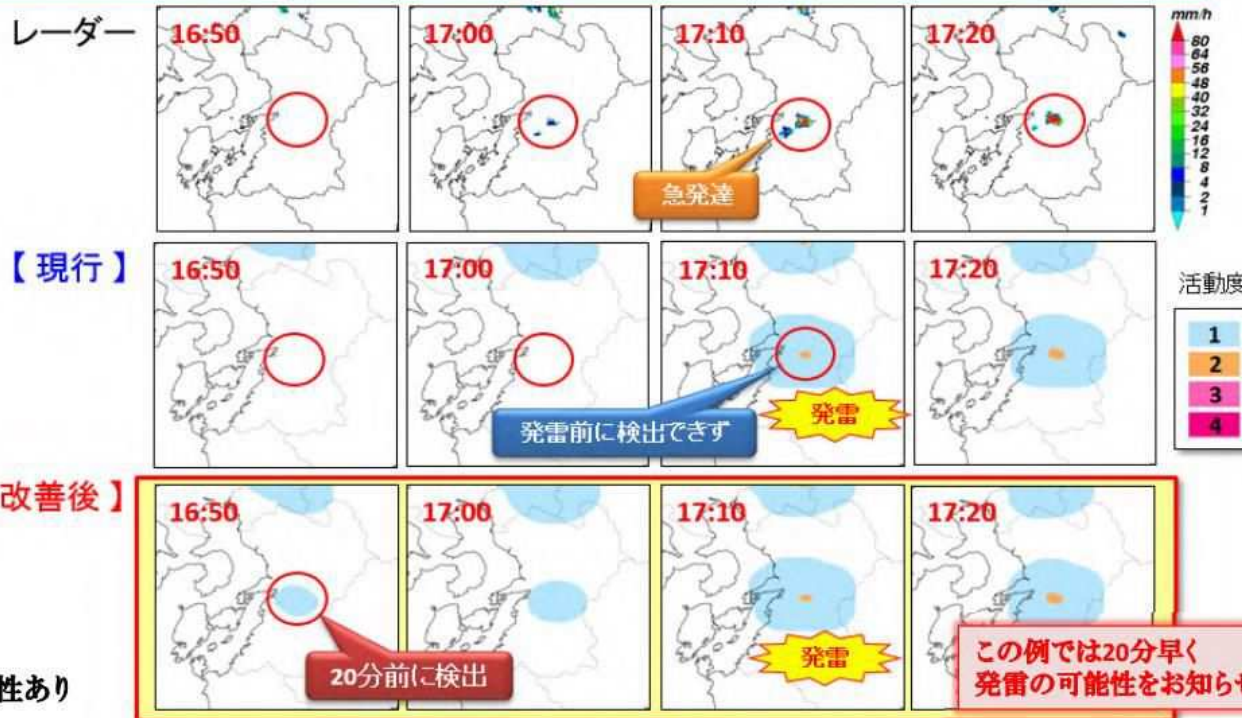 レーダー
16:50
17:00
17:10
17:20
急発達
mm/h
80
64
56
48
40
32
24
16
12
8
4
2
1
【現行】
16:50
17:00
17:10
17:20
発雷前に検出できず
発雷
活動度
1
2
3
4
改善後】
16:50
17:00
17:10
17:20
20分前に検出
発雷
この例では20分早く
発雷の可能性をお知らせ
性あり